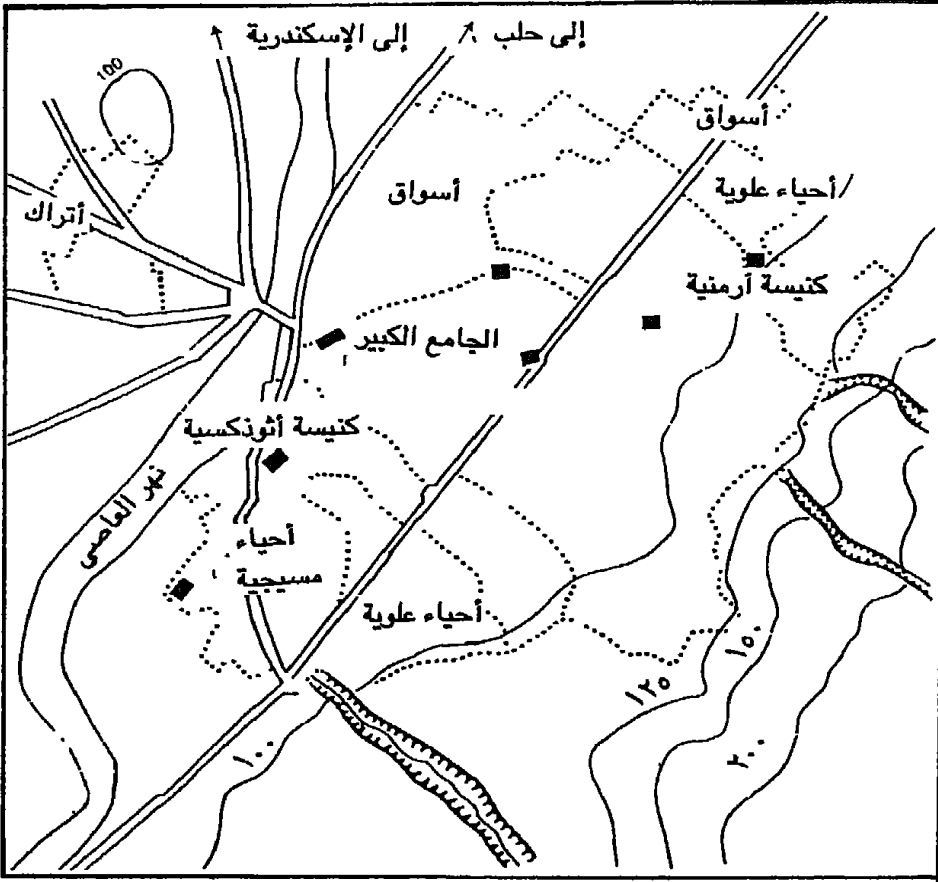 إلى حلب
إلى الإسكندرية
100
أسواق
أسواق
أحياء علوية
أتراك
كنيسة أرمنية
الجامع الكبير
كنيسة أثوذكسية
نهر العاصي
أحياء
مسيحية
أحياء علوية
١٠٠
١٢٥
١٥٠
٢٠٠